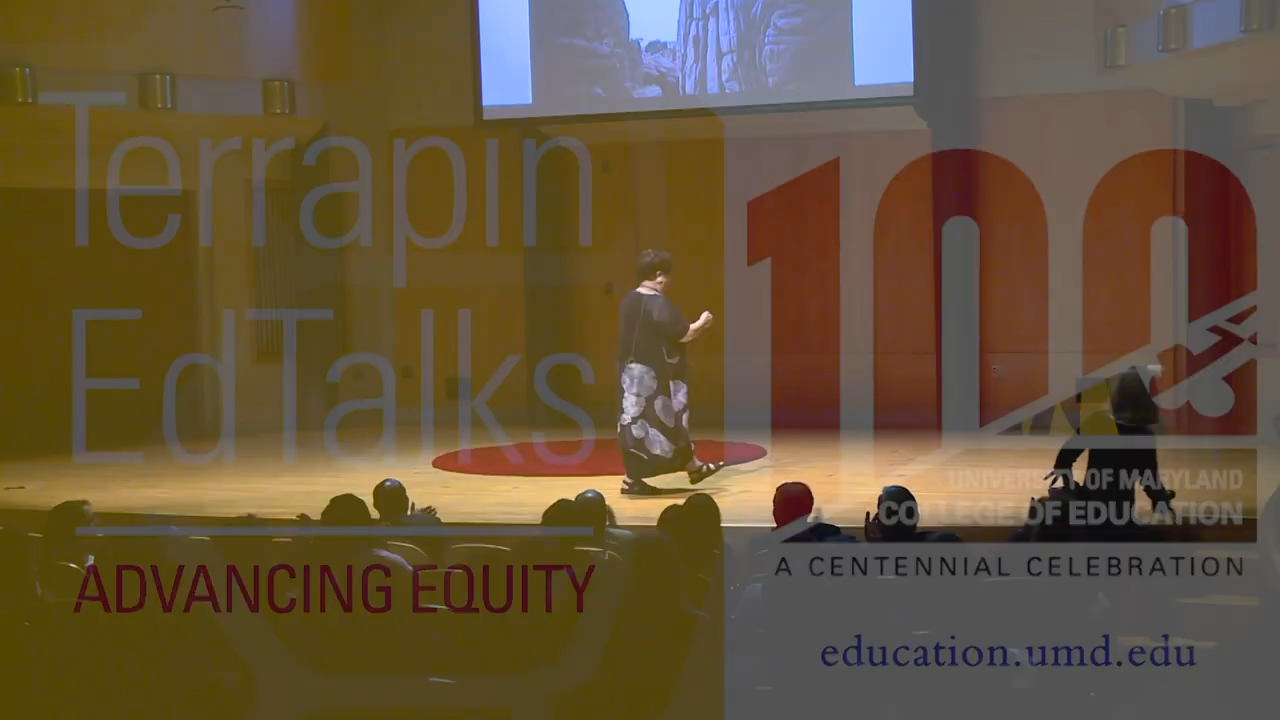 Terrapin
EdTalks
ADVANCING EQUITY
100
UNIVERSITY OF MARYLAND
COLLEGE OF EDUCATION
A CENTENNIAL CELEBRATION
education.umd.edu